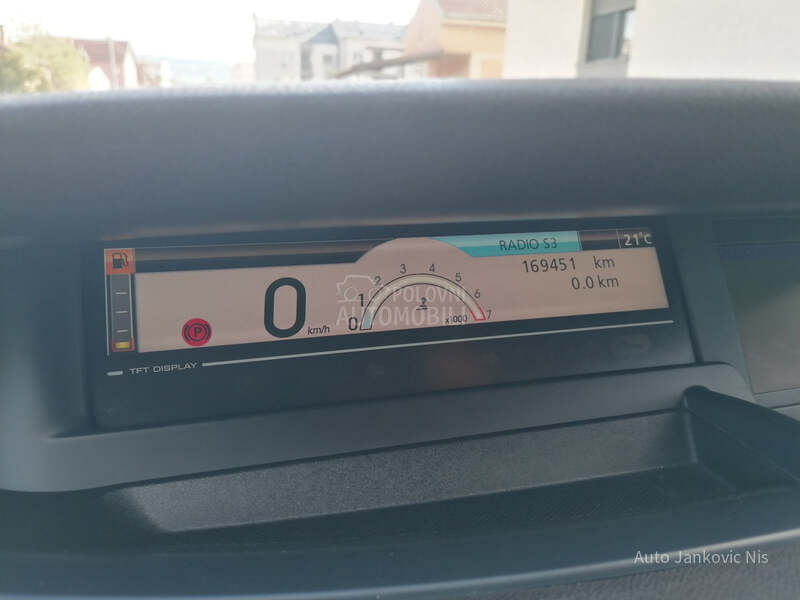 RADIO S3
21°C
169451 km
0.0 km
0 km/h
0 1 2 3 4 5 6 7
x1000
P
POLOVNI
AUTOMOBILI
TFT DISPLAY
Auto Jankovic Nis